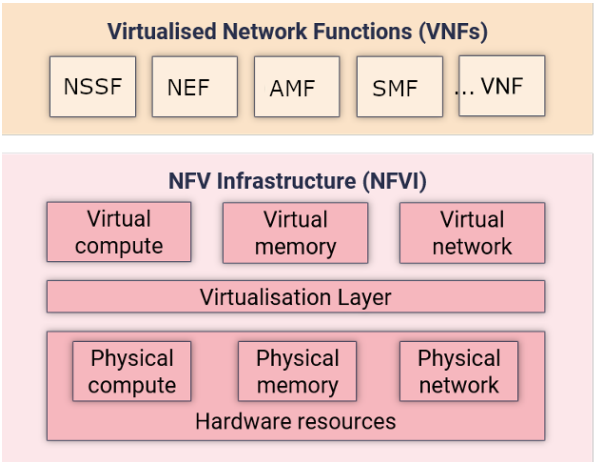 Virtualised Network Functions (VNFs)
NSSF NEF AMF SMF ... VNF
NFV Infrastructure (NFVI)
Virtual compute
Virtual memory
Virtual network
Virtualisation Layer
Physical compute
Physical memory
Physical network
Hardware resources